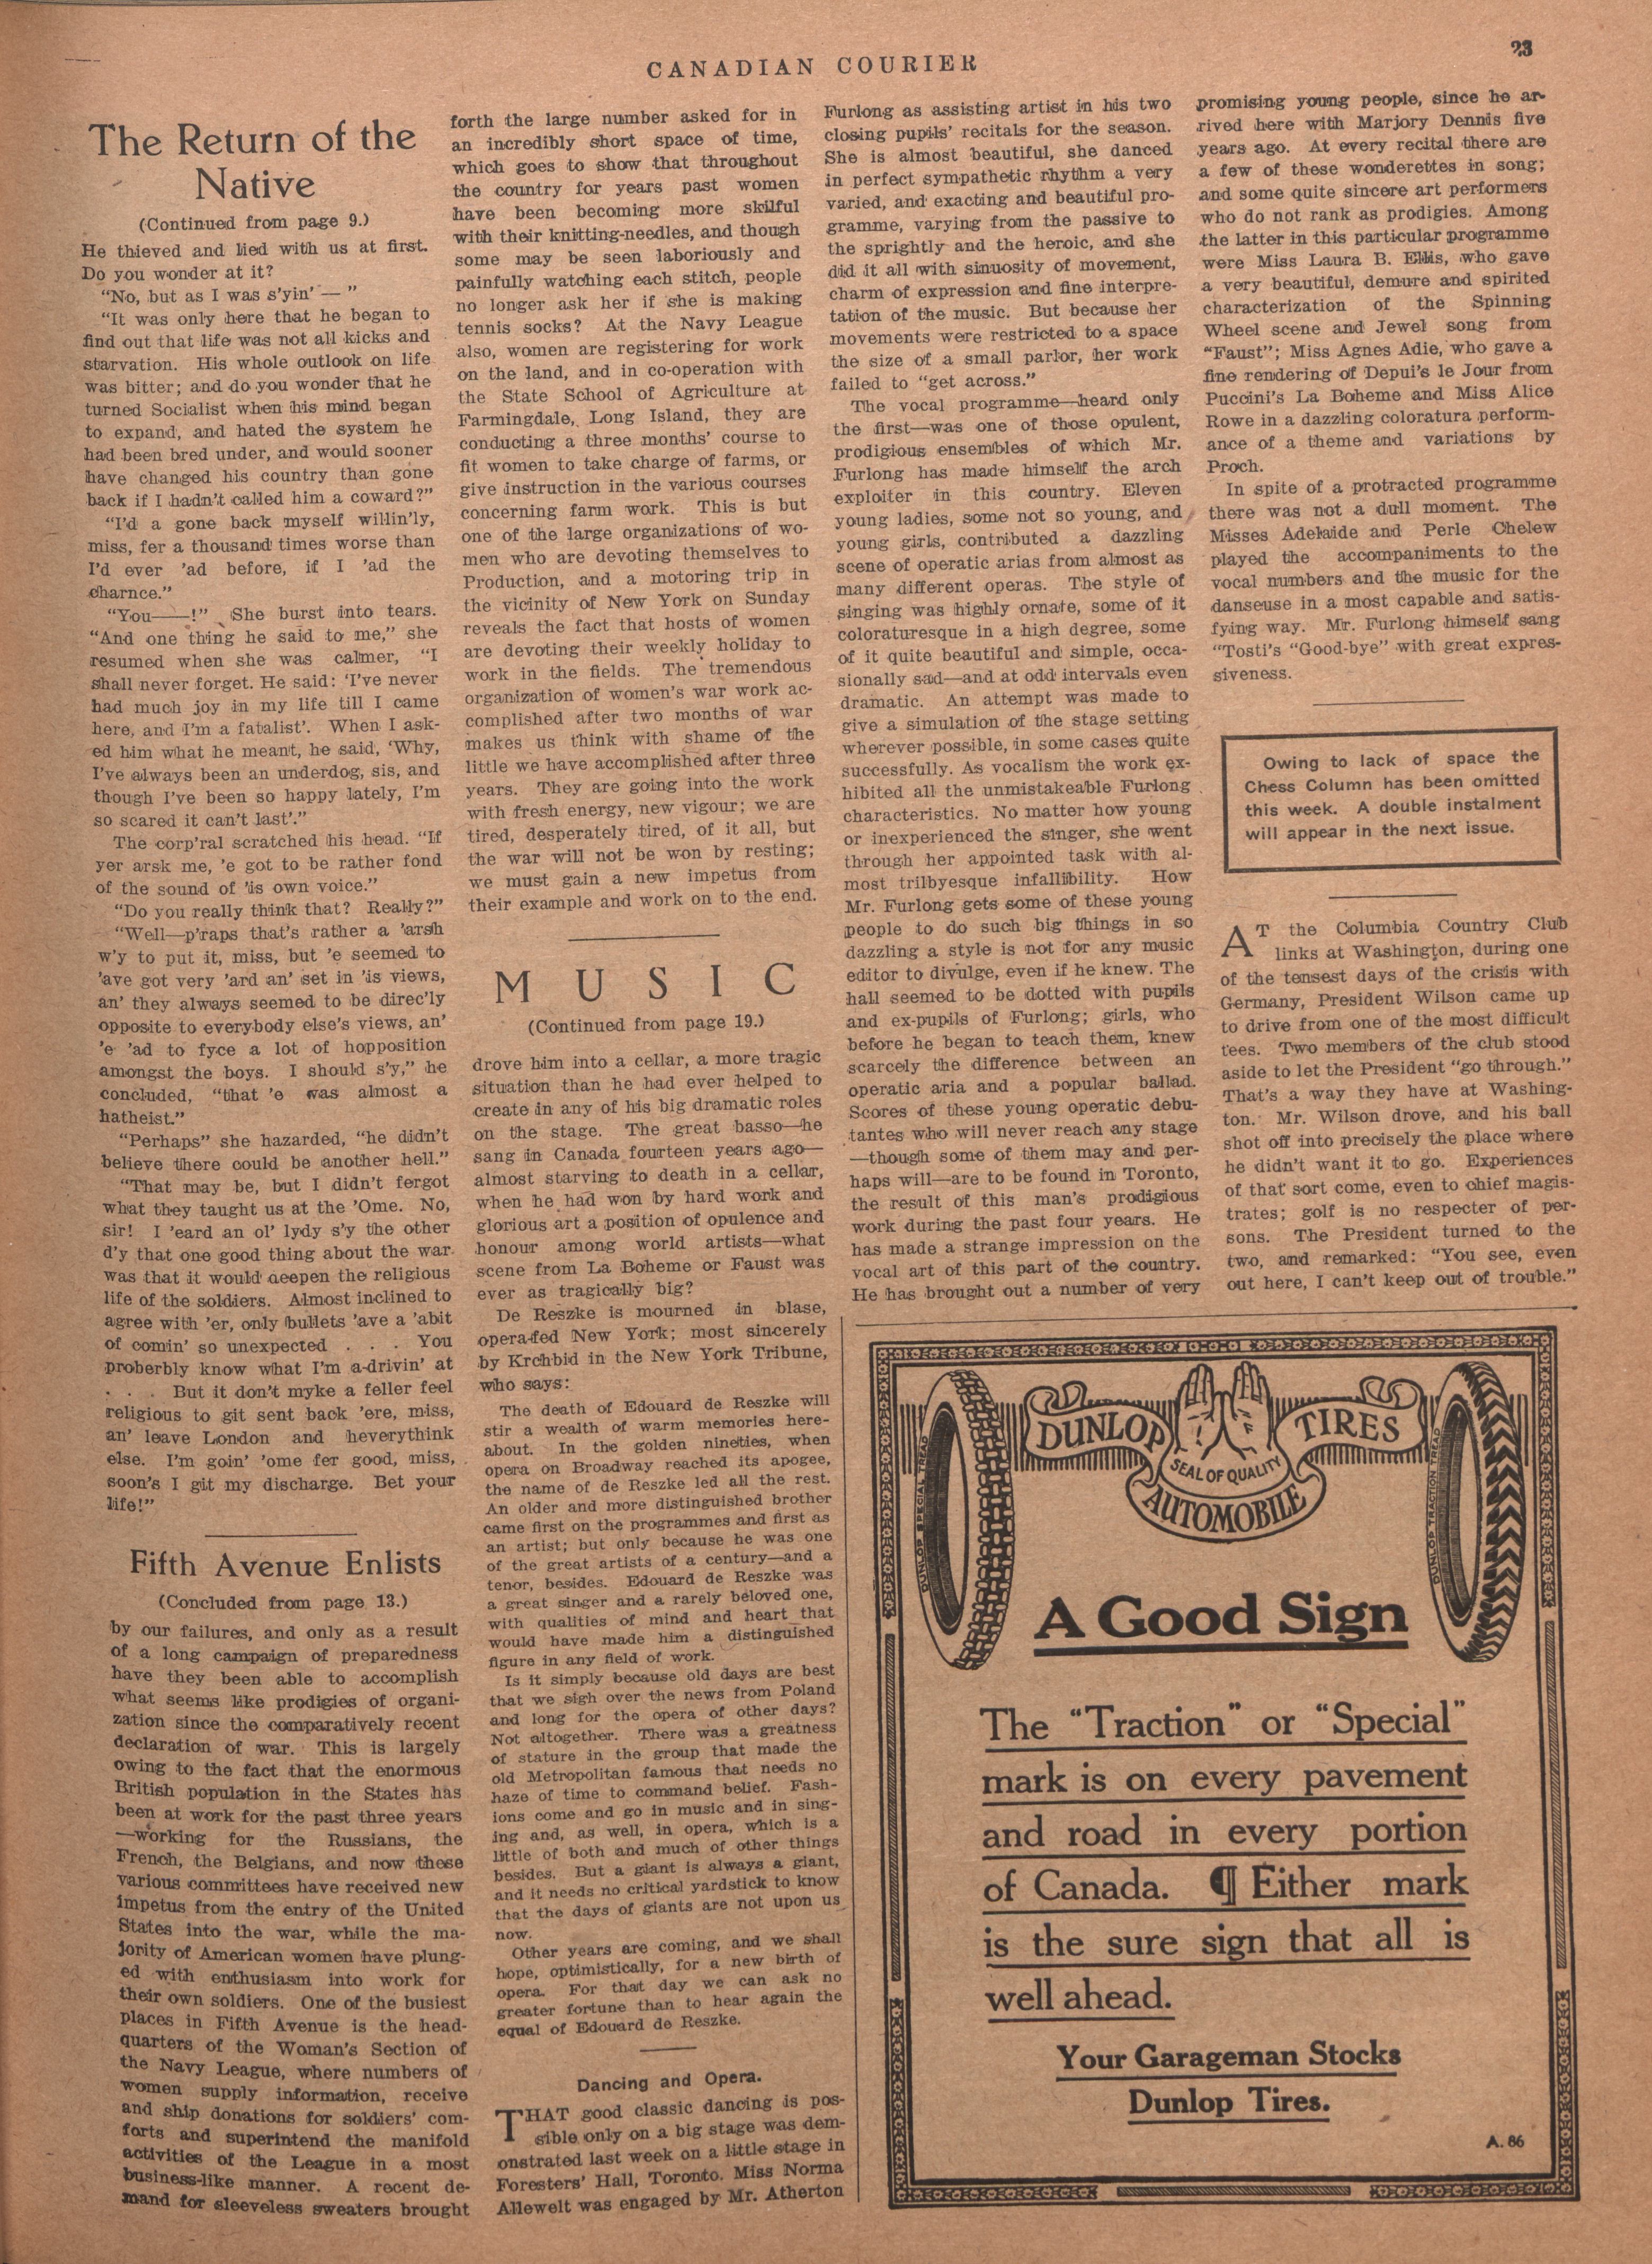 CANADIAN COURIER
23
The Return of the
Native
(Continued from page 9.)
He thieved and lied with us at first.
Do you wonder at it?
"No, but as I was s'yin' — "
"It was only here that he began to
find out that life was not all kicks and
starvation. His whole outlook on life
was bitter; and do you wonder that he
turned Socialist when his mind began
to expand, and hated the system he
had been bred under, and would sooner
have changed his country than gone
back if I hadn't called him a coward?"
"I'd a gone back myself willin'ly,
miss, fer a thousand times worse than
I'd ever 'ad before, if I 'ad the
charnce."
"You——!" She burst into tears.
"And one thing he said to me," she
resumed when she was calmer, "I
shall never forget. He said: 'I've never
had much joy in my life till I came
here, and I'm a fatalist'. When I ask-
ed him what he meant, he said, 'Why,
I've always been an underdog, sis, and
though I've been so happy lately, I'm
so scared it can't last'."
The corp'ral scratched his head. "If
yer arsk me, 'e got to be rather fond
of the sound of 'is own voice."
"Do you really think that? Really?"
"Well—p'raps that's rather a 'arsh
w'y to put it, miss, but 'e seemed to
'ave got very 'ard an' set in 'is views,
an' they always seemed to be direc'ly
opposite to everybody else's views, an'
'e 'ad to fyce a lot of hopposition
amongst the boys. I should s'y," he
concluded, "that 'e was almost a
hatheist."
"Perhaps" she hazarded, "he didn't
believe there could be another hell."
"That may be, but I didn't fergot
what they taught us at the 'Ome. No,
sir! I 'eard an ol' lydy s'y the other
d'y that one good thing about the war
was that it would deepen the religious
life of the soldiers. Almost inclined to
agree with 'er, only bullets 'ave a 'abit
of comin' so unexpected . . . You
proberbly know what I'm a-drivin' at
. . . But it don't myke a feller feel
religious to git sent back 'ere, miss,
an' leave London and heverythink
else. I'm goin' 'ome fer good, miss,
soon's I git my discharge. Bet your
life!"
Fifth Avenue Enlists
(Concluded from page 13.)
by our failures, and only as a result
of a long campaign of preparedness
have they been able to accomplish
what seems like prodigies of organi-
zation since the comparatively recent
declaration of war. This is largely
owing to the fact that the enormous
British population in the States has
been at work for the past three years
—working for the Russians, the
French, the Belgians, and now these
various committees have received new
impetus from the entry of the United
States into the war, while the ma-
jority of American women have plung-
ed with enthusiasm into work for
their own soldiers. One of the busiest
places in Fifth Avenue is the head-
quarters of the Woman's Section of
the Navy League, where numbers of
women supply information, receive
and ship donations for soldiers' com-
forts and superintend the manifold
activities of the League in a most
business-like manner. A recent de-
mand for sleeveless sweaters brought
forth the large number asked for in
an incredibly short space of time,
which goes to show that throughout
the country for years past women
have been becoming more skilful
with their knitting-needles, and though
some may be seen laboriously and
painfully watching each stitch, people
no longer ask her if she is making
tennis socks? At the Navy League
also, women are registering for work
on the land, and in co-operation with
the State School of Agriculture at
Farmingdale, Long Island, they are
conducting a three months' course to
fit women to take charge of farms, or
give instruction in the various courses
concerning farm work. This is but
one of the large organizations of wo-
men who are devoting themselves to
Production, and a motoring trip in
the vicinity of New York on Sunday
reveals the fact that hosts of women
are devoting their weekly holiday to
work in the fields. The tremendous
organization of women's war work ac-
complished after two months of war
makes us think with shame of the
little we have accomplished after three
years. They are going into the work
with fresh energy, new vigour; we are
tired, desperately tired, of it all, but
the war will not be won by resting;
we must gain a new impetus from
their example and work on to the end.
MUSIC
(Continued from page 19.)
drove him into a cellar, a more tragic
situation than he had ever helped to
create in any of his big dramatic roles
on the stage. The great basso—he
sang in Canada fourteen years ago—
almost starving to death in a cellar,
when he had won by hard work and
glorious art a position of opulence and
honour among world artists—what
scene from La Boheme or Faust was
ever as tragically big?
De Reszke is mourned in blase,
opera-fed New York; most sincerely
by Krehbid in the New York Tribune,
who says:
The death of Edouard de Reszke will
stir a wealth of warm memories here-
about. In the golden nineties, when
opera on Broadway reached its apogee,
the name of de Reszke led all the rest.
An older and more distinguished brother
came first on the programmes and first as
an artist; but only because he was one
of the great artists of a century—and a
tenor, besides. Edouard de Reszke was
a great singer and a rarely beloved one,
with qualities of mind and heart that
would have made him a distinguished
figure in any field of work.
Is it simply because old days are best
that we sigh over the news from Poland
and long for the opera of other days?
Not altogether. There was a greatness
of stature in the group that made the
old Metropolitan famous that needs no
haze of time to command belief. Fash-
ions come and go in music and in sing-
ing and, as well, in opera, which is a
little of both and much of other things
besides. But a giant is always a giant,
and it needs no critical yardstick to know
that the days of giants are not upon us
now.
Other years are coming, and we shall
hope, optimistically, for a new birth of
opera. For that day we can ask no
greater fortune than to hear again the
equal of Edouard de Reszke.
Dancing and Opera.
THAT good classic dancing is pos-
sible only on a big stage was dem-
onstrated last week on a little stage in
Foresters' Hall, Toronto. Miss Norma
Allewelt was engaged by Mr. Atherton
Furlong as assisting artist in his two
closing pupils' recitals for the season.
She is almost beautiful, she danced
in perfect sympathetic rhythm a very
varied, and exacting and beautiful pro-
gramme, varying from the passive to
the sprightly and the heroic, and she
did it all with sinuosity of movement,
charm of expression and fine interpre-
tation of the music. But because her
movements were restricted to a space
the size of a small parlor, her work
failed to "get across."
The vocal programme—heard only
the first—was one of those opulent,
prodigious ensembles of which Mr.
Furlong has made himself the arch
exploiter in this country. Eleven
young ladies, some not so young, and
young girls, contributed a dazzling
scene of operatic arias from almost as
many different operas. The style of
singing was highly ornate, some of it
coloraturesque in a high degree, some
of it quite beautiful and simple, occa-
sionally sad—and at odd intervals even
dramatic. An attempt was made to
give a simulation of the stage setting
wherever possible, in some cases quite
successfully. As vocalism the work ex-
hibited all the unmistakeable Furlong
characteristics. No matter how young
or inexperienced the singer, she went
through her appointed task with al-
most trilbyesque infallibility. How
Mr. Furlong gets some of these young
people to do such big things in so
dazzling a style is not for any music
editor to divulge, even if he knew. The
hall seemed to be dotted with pupils
and ex-pupils of Furlong; girls, who
before he began to teach them, knew
scarcely the difference between an
operatic aria and a popular ballad.
Scores of these young operatic debu-
tantes who will never reach any stage
—though some of them may and per-
haps will—are to be found in Toronto,
the result of this man's prodigious
work during the past four years. He
has made a strange impression on the
vocal art of this part of the country.
He has brought out a number of very
promising young people, since he ar-
rived here with Marjory Dennis five
years ago. At every recital there are
a few of these wonderettes in song;
and some quite sincere art performers
who do not rank as prodigies. Among
the latter in this particular programme
were Miss Laura B. Ellis, who gave
a very beautiful, demure and spirited
characterization of the Spinning
Wheel scene and Jewel song from
"Faust"; Miss Agnes Adie, who gave a
fine rendering of Depui's le Jour from
Puccini's La Boheme and Miss Alice
Rowe in a dazzling coloratura perform-
ance of a theme and variations by
Proch.
In spite of a protracted programme
there was not a dull moment. The
Misses Adelaide and Perle Chelew
played the accompaniments to the
vocal numbers and the music for the
danseuse in a most capable and satis-
fying way. Mr. Furlong himself sang
"Tosti's "Good-bye" with great expres-
siveness.
Owing to lack of space the
Chess Column has been omitted
this week. A double instalment
will appear in the next issue.
AT the Columbia Country Club
links at Washington, during one
of the tensest days of the crisis with
Germany, President Wilson came up
to drive from one of the most difficult
tees. Two members of the club stood
aside to let the President "go through."
That's a way they have at Washing-
ton. Mr. Wilson drove, and his ball
shot off into precisely the place where
he didn't want it to go. Experiences
of that sort come, even to chief magis-
trates; golf is no respecter of per-
sons. The President turned to the
two, and remarked: "You see, even
out here, I can't keep out of trouble."
DUNLOP TIRES
SEAL OF QUALITY
AUTOMOBILE
DUNLOP SPECIAL TREAD
DUNLOP TRACTION TREAD
A Good Sign
The "Traction" or "Special"
mark is on every pavement
and road in every portion
of Canada. ¶ Either mark
is the sure sign that all is
well ahead.
Your Garageman Stocks
Dunlop Tires.
A. 86